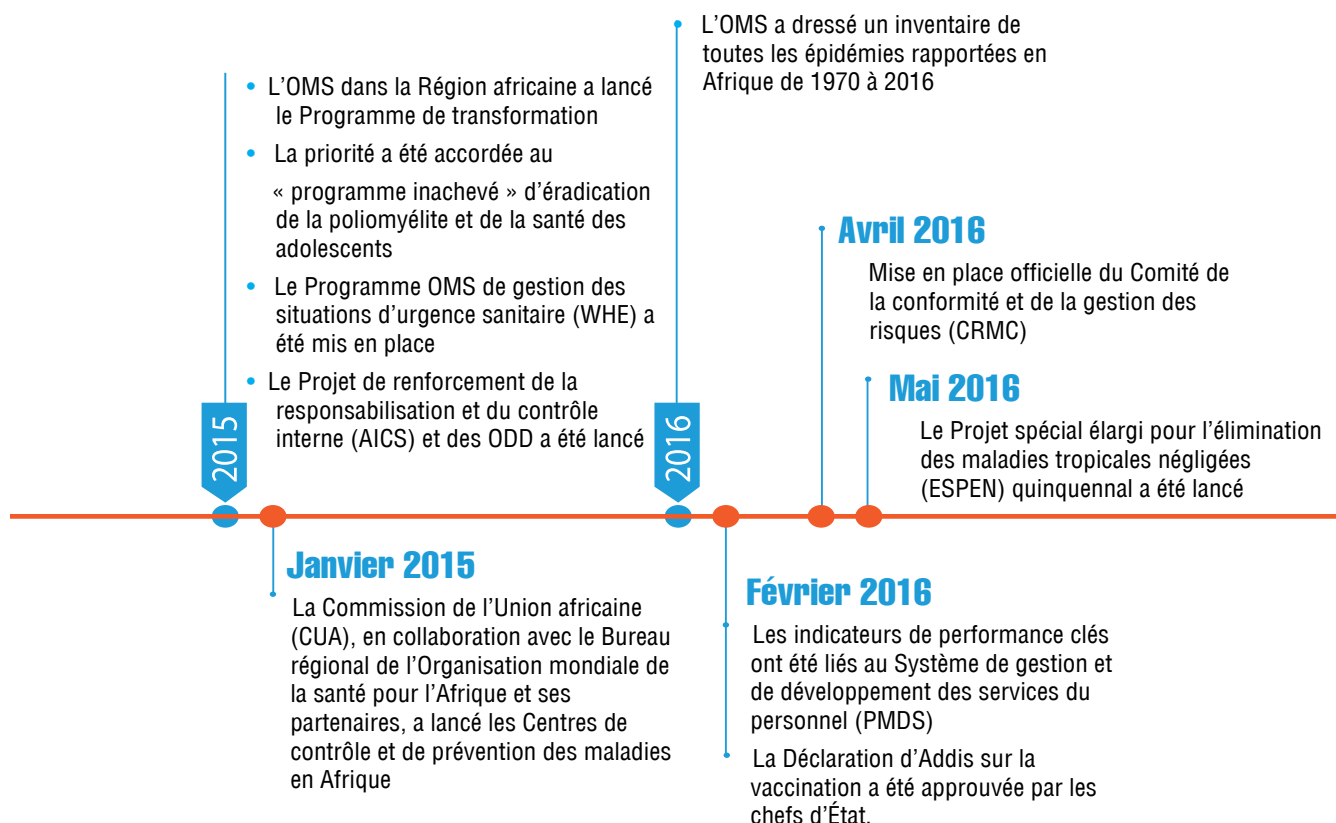 L’OMS dans la Région africaine a lancé
le Programme de transformation
La priorité a été accordée au
« programme inachevé » d’éradication
de la poliomyélite et de la santé des
adolescents
Le Programme OMS de gestion des
situations d’urgence sanitaire (WHE) a
été mis en place
Le Projet de renforcement de la
responsabilisation et du contrôle
interne (AICS) et des ODD a été lancé
2015
Janvier 2015
La Commission de l’Union africaine
(CUA), en collaboration avec le Bureau
régional de l’Organisation mondiale de
la santé pour l’Afrique et ses
partenaires, a lancé les Centres de
contrôle et de prévention des maladies
en Afrique
L’OMS a dressé un inventaire de
toutes les épidémies rapportées en
Afrique de 1970 à 2016
2016
Février 2016
Les indicateurs de performance clés
ont été liés au Système de gestion et
de développement des services du
personnel (PMDS)
La Déclaration d’Addis sur la
vaccination a été approuvée par les
chefs d’État.
Avril 2016
Mise en place officielle du Comité de
la conformité et de la gestion des
risques (CRMC)
Mai 2016
Le Projet spécial élargi pour l’élimination
des maladies tropicales négligées
(ESPEN) quinquennal a été lancé